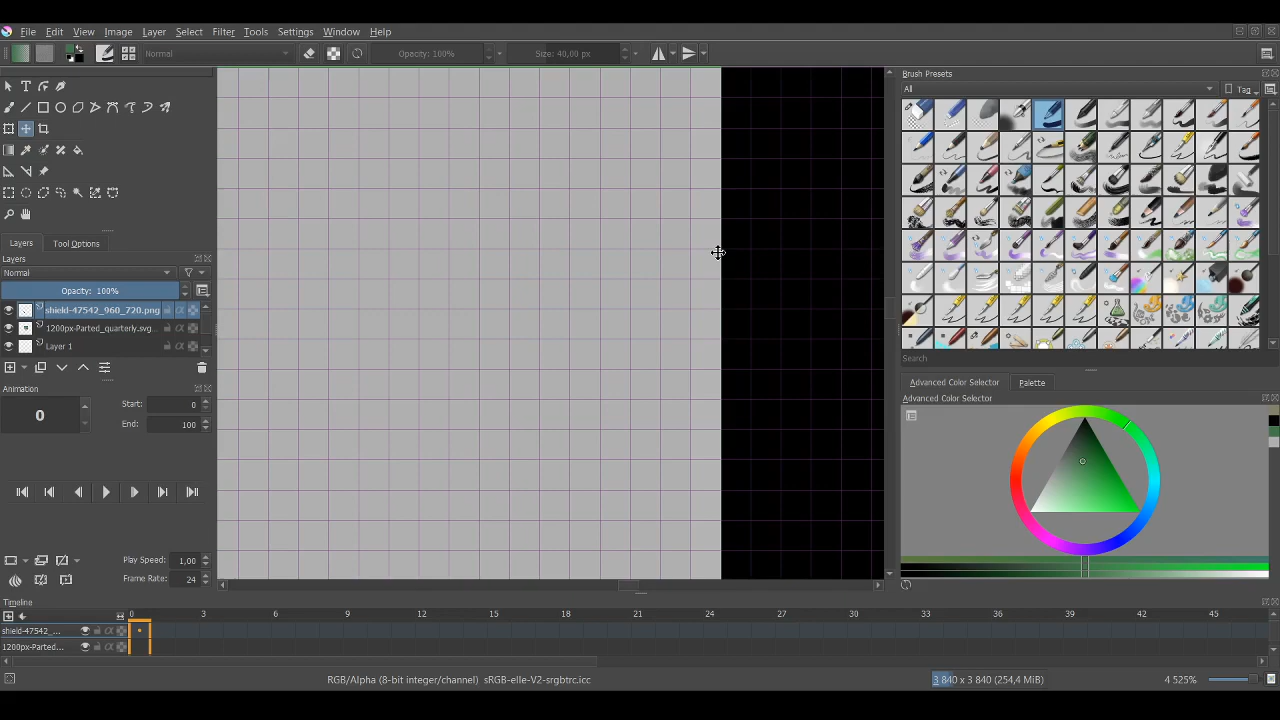 File Edit View Image Layer Select Filter Tools Settings Window Help
Normal Opacity: 100% Size: 40,00 px
Brush Presets
All Tag
Layers Tool Options
Layers
Normal
Opacity: 100%
shield-47542_960_720.png
1200px-Parted_quarterly.svg...
Layer 1
Search
Advanced Color Selector Palette
Advanced Color Selector
Animation
0 Start: 0
End: 100
Play Speed: 1,00
Frame Rate: 24
Timeline
0 3 6 9 12 15 18 21 24 27 30 33 36 39 42 45
shield-47542_...
1200px-Parted...
RGB/Alpha (8-bit integer/channel) sRGB-elle-V2-srgbtrc.icc 3 840 x 3 840 (254,4 MiB) 4 525%